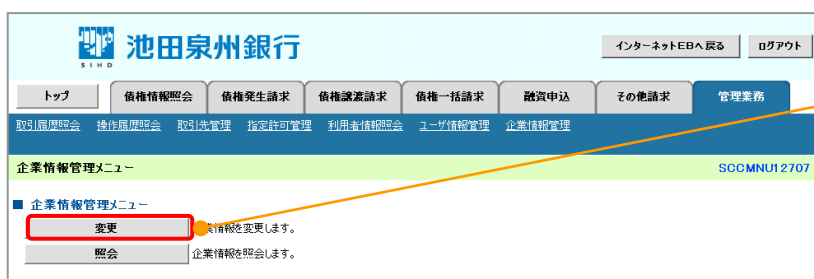 池田泉州銀行
SIHD
インターネットEBへ戻る ログアウト
トップ 債権情報照会 債権発生請求 債権譲渡請求 債権一括請求 融資申込 その他請求 管理業務
取引履歴照会 操作履歴照会 取引先管理 指定許可管理 利用者情報照会 ユーザ情報管理 企業情報管理
企業情報管理メニュー SCCMNU12707
■ 企業情報管理メニュー
変更 業情報を変更します。
照会 企業情報を照会します。